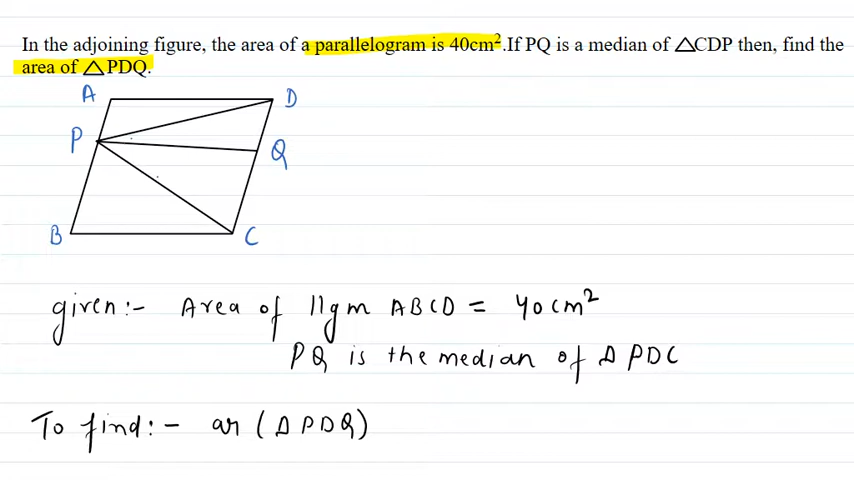 In the adjoining figure, the area of a parallelogram is 40cm².If PQ is a median of △CDP then, find the
area of △PDQ.
A D
P Q
B C
given:- Area of ||gm ABCD = 40cm²
PQ is the median of △ PDC
To find:- ar (△ PDQ)